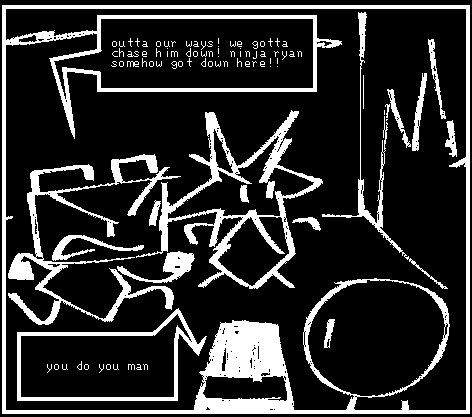 outta our ways! we gotta
chase him down! ninja ryan
somehow got down here!!
you do you man